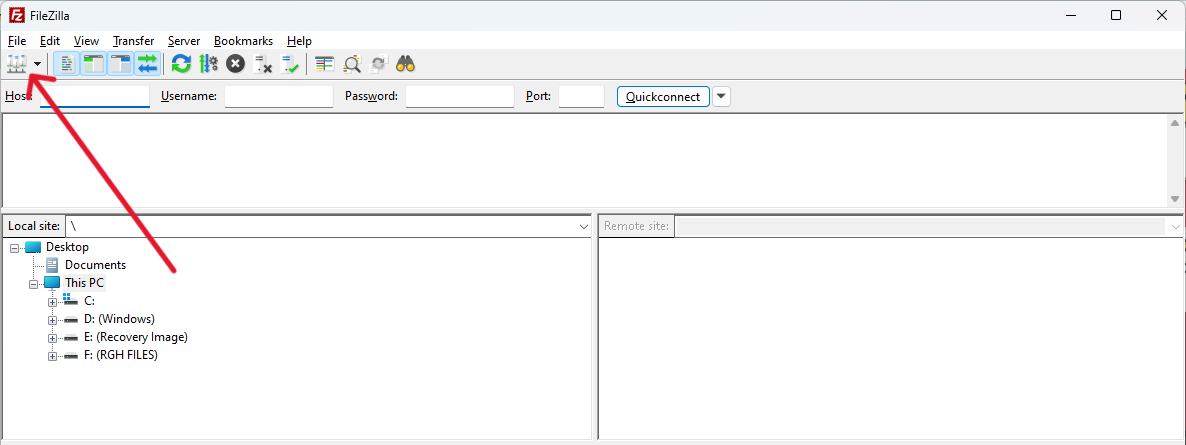 FileZilla
File Edit View Transfer Server Bookmarks Help
Host: Username: Password: Port: Quickconnect
Local site: \ Remote site:
Desktop
Documents
This PC
C:
D: (Windows)
E: (Recovery Image)
F: (RGH FILES)